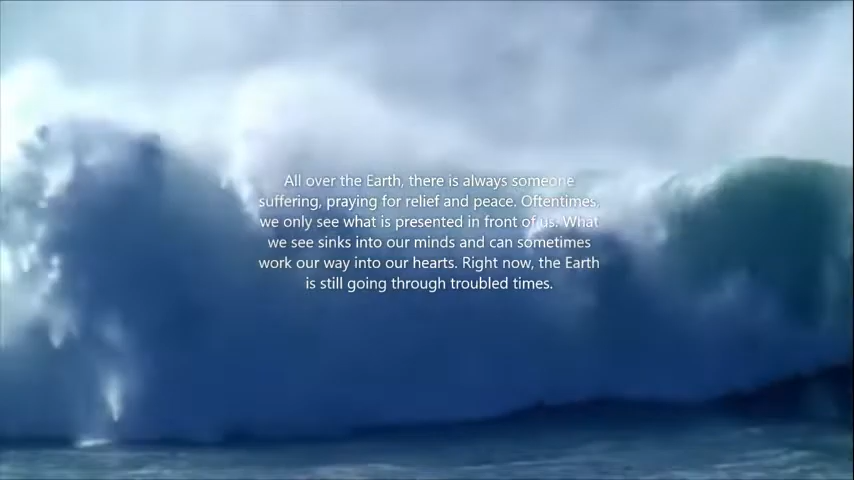 All over the Earth, there is always someone
suffering, praying for relief and peace. Oftentimes,
we only see what is presented in front of us. What
we see sinks into our minds and can sometimes
work our way into our hearts. Right now, the Earth
is still going through troubled times.